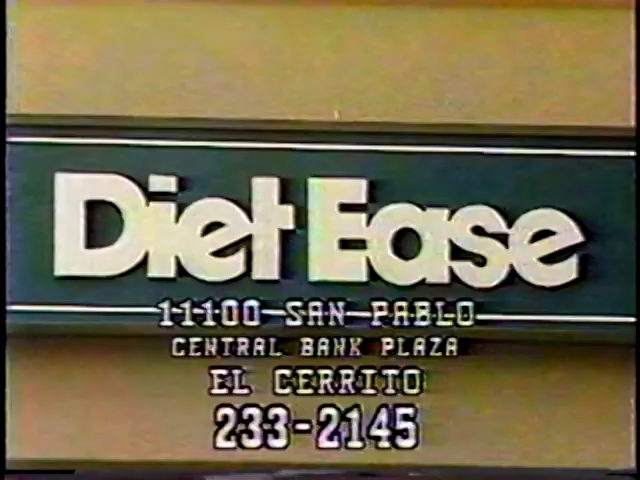 Diet Ease
11100 SAN PABLO
CENTRAL BANK PLAZA
EL CERRITO
233-2145